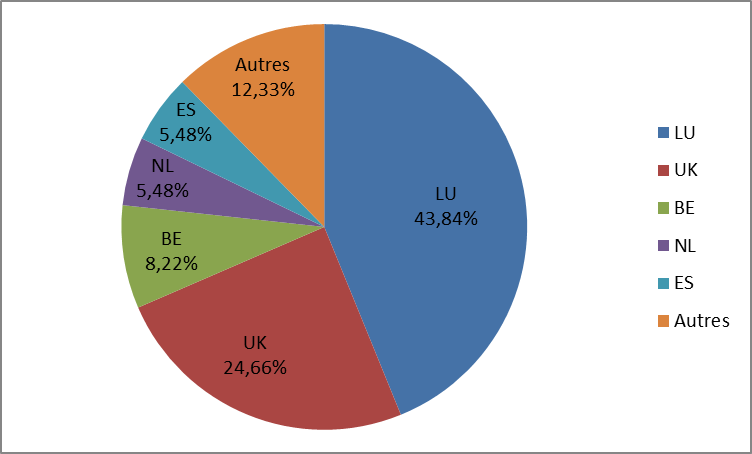 Autres
12,33%
ES
5,48%
NL
5,48%
BE
8,22%
UK
24,66%
LU
43,84%
LU
UK
BE
NL
ES
Autres